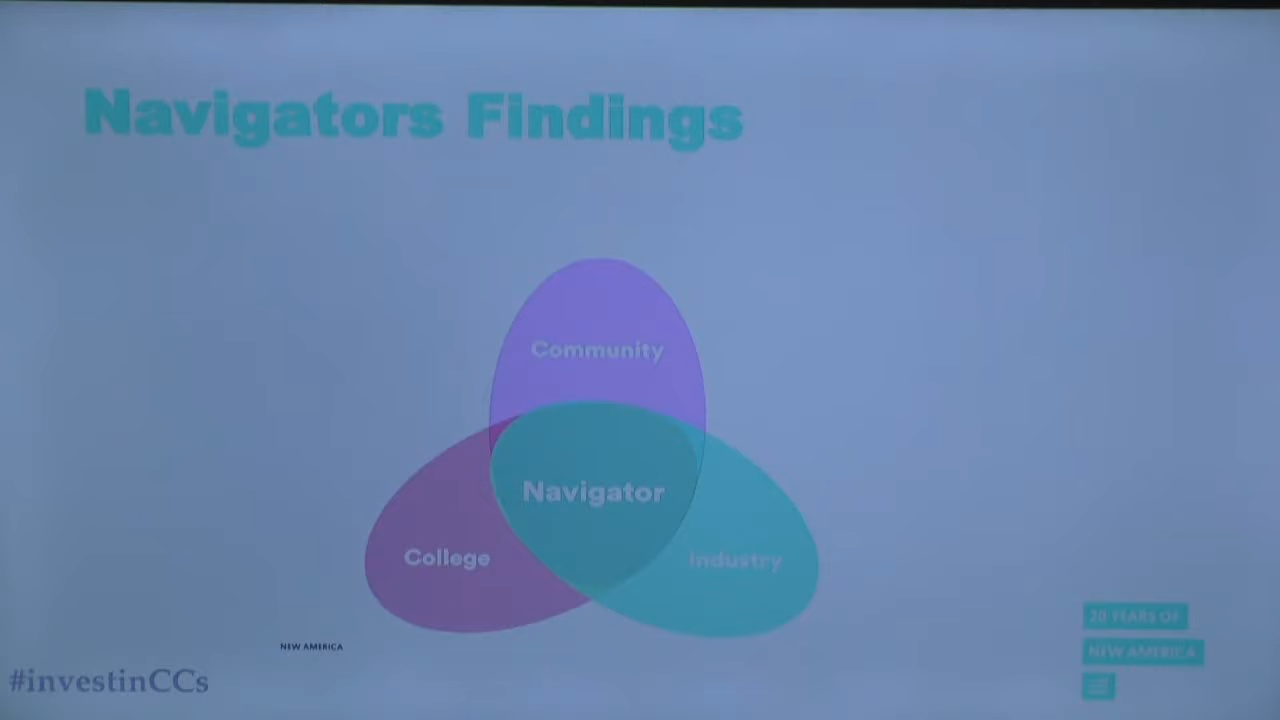 Navigators Findings
Community
Navigator
College
Industry
20 YEARS OF
NEW AMERICA
NEW AMERICA
#investinCCs